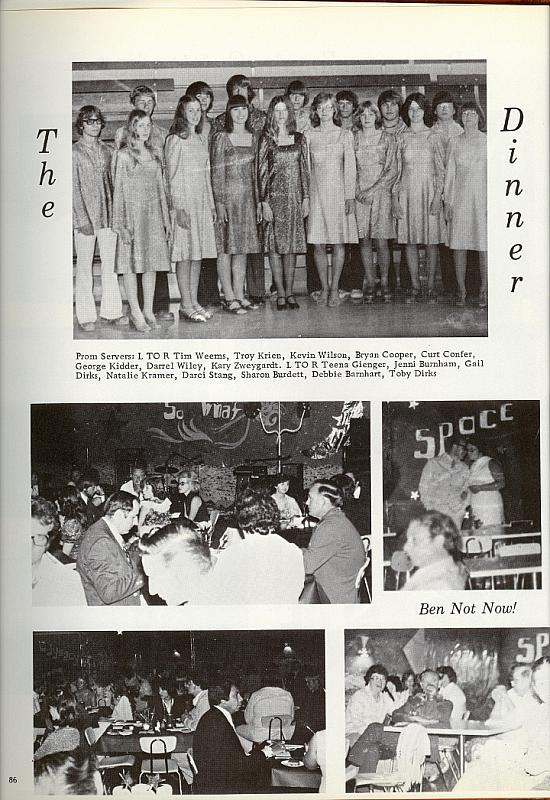 The
Dinner
Prom Servers: L TO R Tim Weems, Troy Krien, Kevin Wilson, Bryan Cooper, Curt Confer,
George Kidder, Darrel Wiley, Kary Zweygardt. L TO R Teena Gienger, Jenni Burnham, Gail
Dirks, Natalie Kramer, Darci Stang, Sharon Burdett, Debbie Barnhart, Toby Dirks
So What
SPACE
Ben Not Now!
SP
86